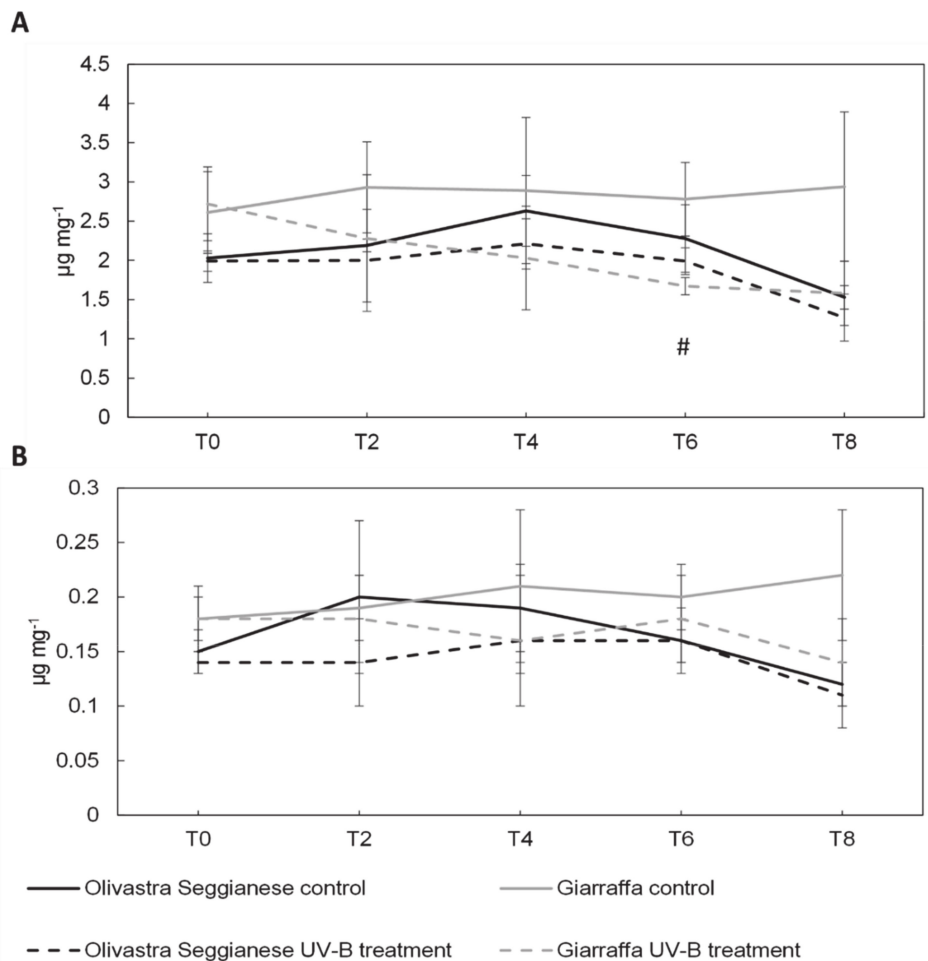 A
4.5
4
3.5
3
2.5
2
1.5
1
0.5
0
µg mg⁻¹
#
T0 T2 T4 T6 T8
B
0.3
0.25
0.2
0.15
0.1
0.05
0
µg mg⁻¹
T0 T2 T4 T6 T8
Olivastra Seggianese control Giarraffa control
Olivastra Seggianese UV-B treatment Giarraffa UV-B treatment